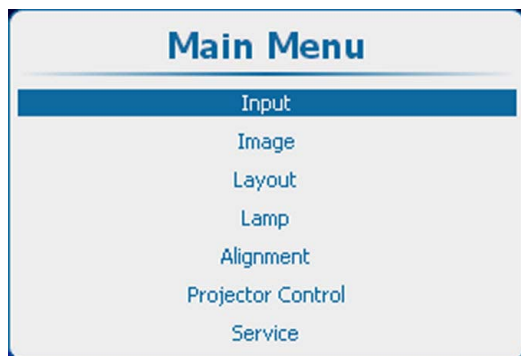 Main Menu
Input
Image
Layout
Lamp
Alignment
Projector Control
Service